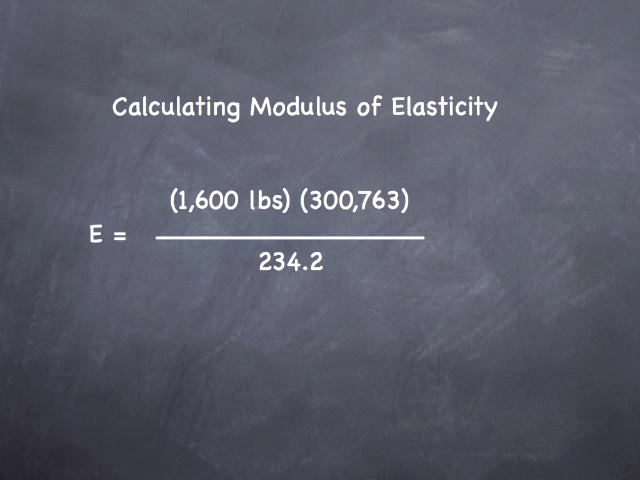 Calculating Modulus of Elasticity
(1,600 lbs) (300,763)
E =
234.2